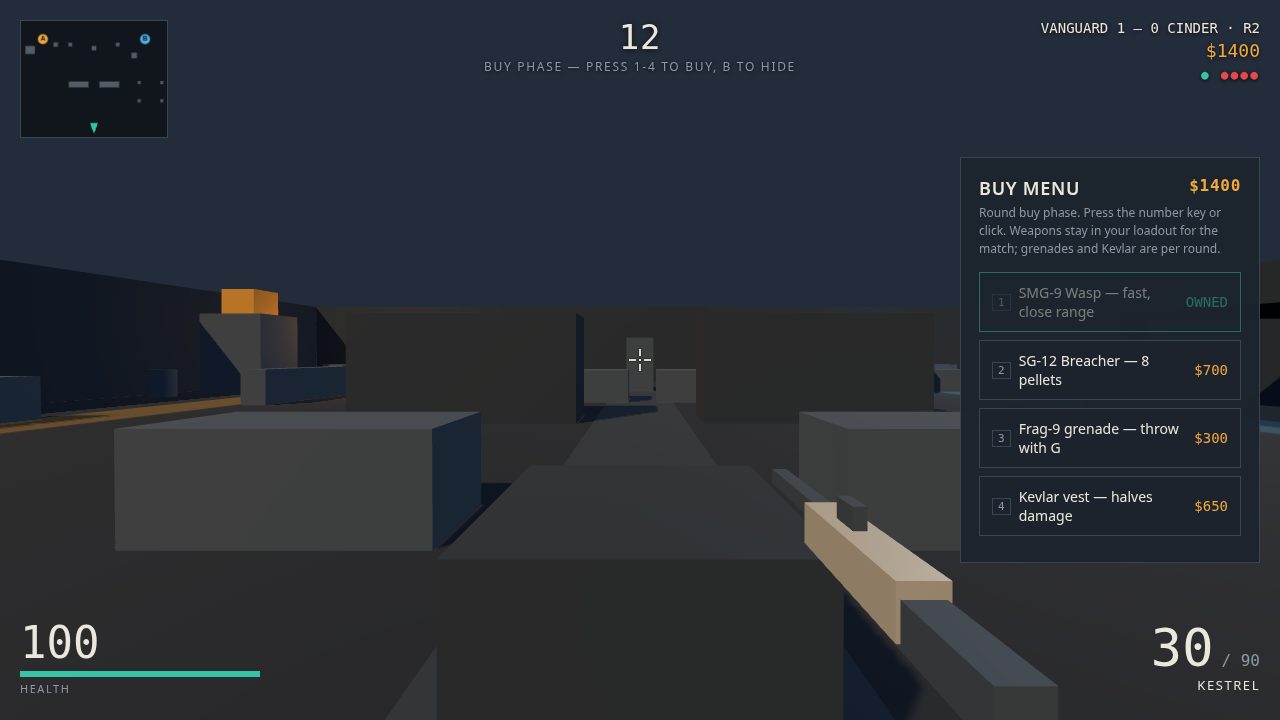 A
B
12
BUY PHASE — PRESS 1-4 TO BUY, B TO HIDE
VANGUARD 1 — 0 CINDER · R2
$1400
BUY MENU
$1400
Round buy phase. Press the number key or
click. Weapons stay in your loadout for the
match; grenades and Kevlar are per round.
1
SMG-9 Wasp — fast,
close range
OWNED
2
SG-12 Breacher — 8
pellets
$700
3
Frag-9 grenade — throw
with G
$300
4
Kevlar vest — halves
damage
$650
100
HEALTH
30 / 90
KESTREL